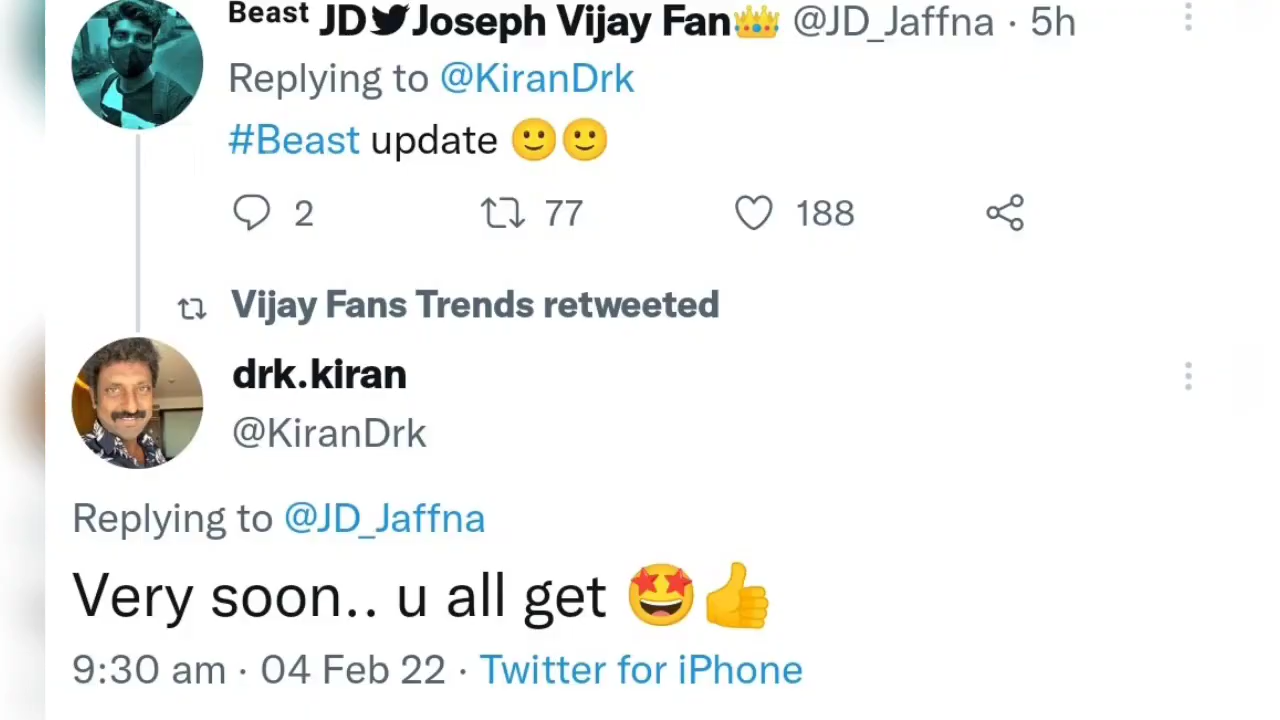 Beast JD Joseph Vijay Fan👑 @JD_Jaffna · 5h
Replying to @KiranDrk
#Beast update 🙂🙂
2 77 188
Vijay Fans Trends retweeted
drk.kiran
@KiranDrk
Replying to @JD_Jaffna
Very soon.. u all get 🤩👍
9:30 am · 04 Feb 22 · Twitter for iPhone